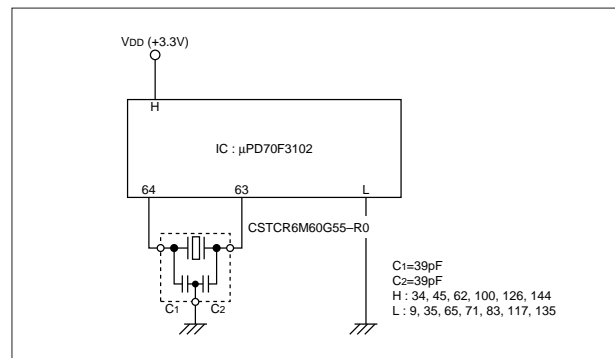 VDD (+3.3V)
H
IC : μPD70F3102
64 63 L
CSTCR6M60G55–R0
C1 C2
C1=39pF
C2=39pF
H : 34, 45, 62, 100, 126, 144
L : 9, 35, 65, 71, 83, 117, 135